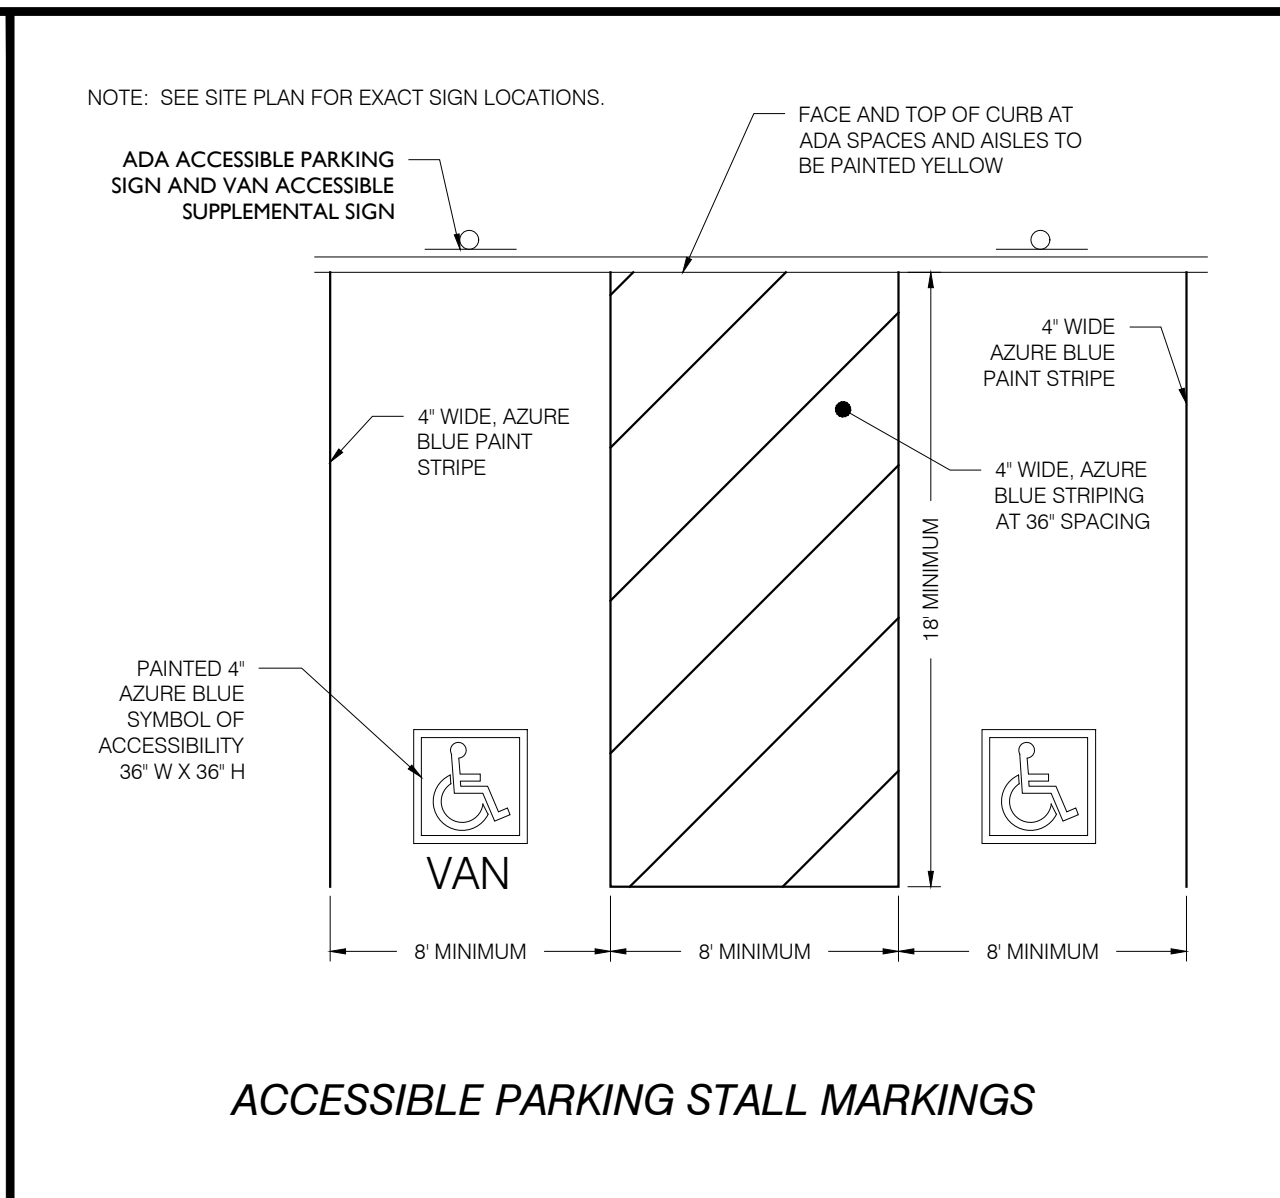 NOTE: SEE SITE PLAN FOR EXACT SIGN LOCATIONS.
FACE AND TOP OF CURB AT
ADA SPACES AND AISLES TO
BE PAINTED YELLOW
ADA ACCESSIBLE PARKING
SIGN AND VAN ACCESSIBLE
SUPPLEMENTAL SIGN
4" WIDE
AZURE BLUE
PAINT STRIPE
4" WIDE, AZURE
BLUE PAINT
STRIPE
4" WIDE, AZURE
BLUE STRIPING
AT 36" SPACING
18' MINIMUM
PAINTED 4"
AZURE BLUE
SYMBOL OF
ACCESSIBILITY
36" W X 36" H
VAN
8' MINIMUM
8' MINIMUM
8' MINIMUM
ACCESSIBLE PARKING STALL MARKINGS